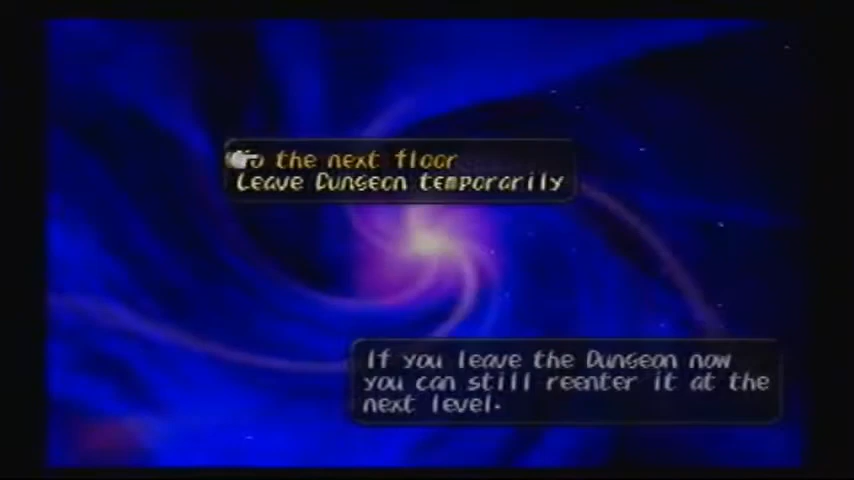 To the next floor
Leave Dungeon temporarily
If you leave the Dungeon now
you can still reenter it at the
next level.